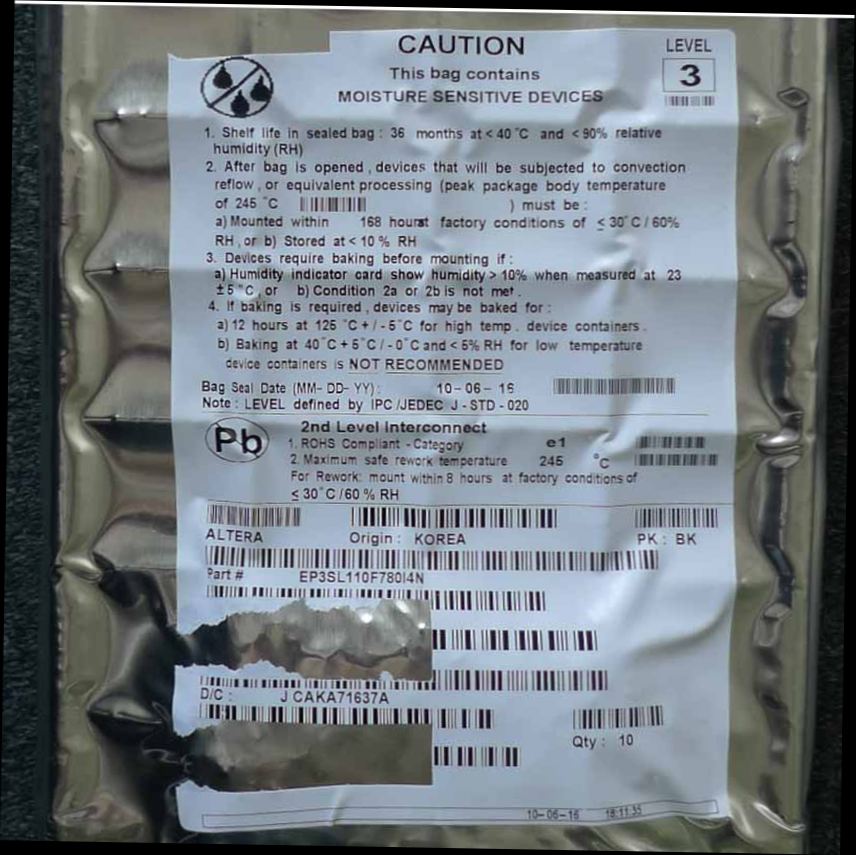 CAUTION
LEVEL
This bag contains
3
MOISTURE SENSITIVE DEVICES
1. Shelf life in sealed bag : 36 months at < 40 °C and < 90% relative
humidity (RH)
2. After bag is opened , devices that will be subjected to convection
reflow , or equivalent processing (peak package body temperature
of 245 °C ) must be :
a) Mounted within 168 hours at factory conditions of ≤ 30°C / 60%
RH , or b) Stored at < 10 % RH
3. Devices require baking before mounting if :
a) Humidity indicator card show humidity > 10% when measured at 23
±5 °C , or b) Condition 2a or 2b is not met .
4. If baking is required , devices may be baked for :
a) 12 hours at 125 °C + / - 5°C for high temp . device containers .
b) Baking at 40°C + 5°C / - 0°C and < 5% RH for low temperature
device containers is NOT RECOMMENDED
Bag Seal Date (MM- DD- YY) : 10-06-16
Note : LEVEL defined by IPC /JEDEC J - STD - 020
Pb
2nd Level Interconnect
1. ROHS Compliant - Category e1
2. Maximum safe rework temperature 245 °C
For Rework: mount within 8 hours at factory conditions of
≤ 30°C /60 % RH
ALTERA Origin : KOREA PK : BK
Part # EP3SL110F780I4N
D/C : J CAKA71637A
Qty : 10
10-06-16 18:11:35